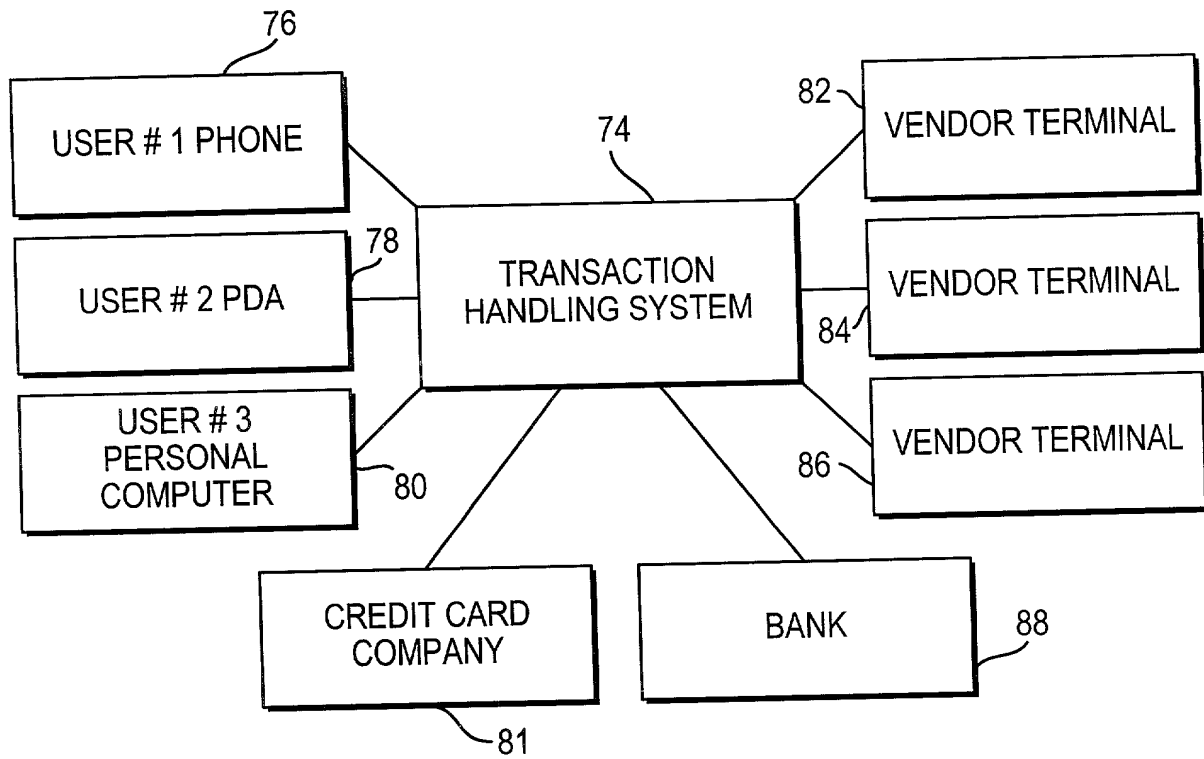 76
USER # 1 PHONE
78
USER # 2 PDA
USER # 3
PERSONAL
COMPUTER
80
74
TRANSACTION
HANDLING SYSTEM
82
VENDOR TERMINAL
84
VENDOR TERMINAL
86
VENDOR TERMINAL
CREDIT CARD
COMPANY
81
BANK
88